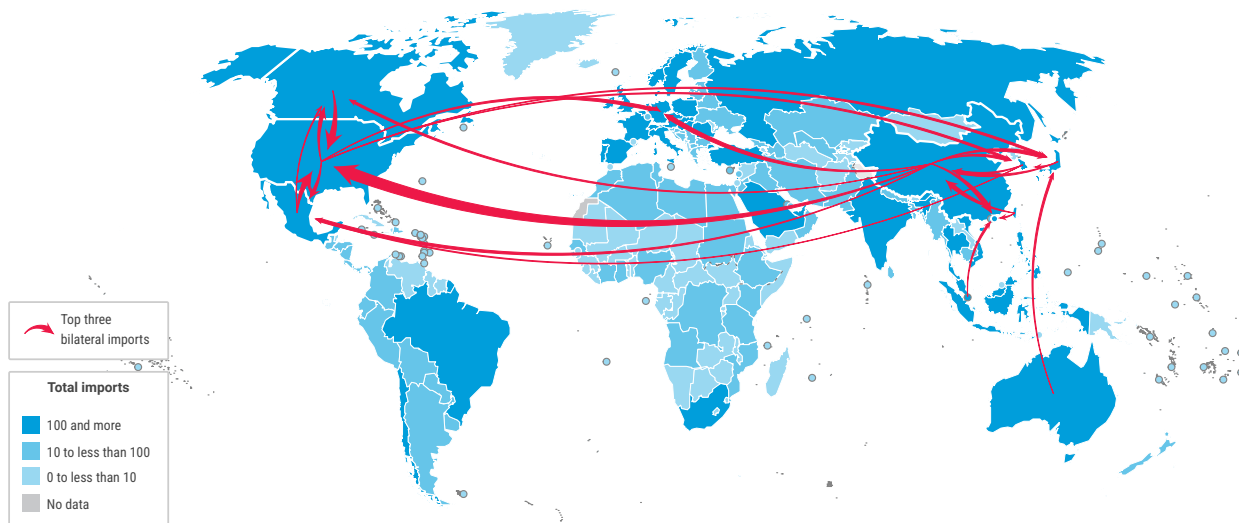 Top three
bilateral imports
Total imports
100 and more
10 to less than 100
0 to less than 10
No data